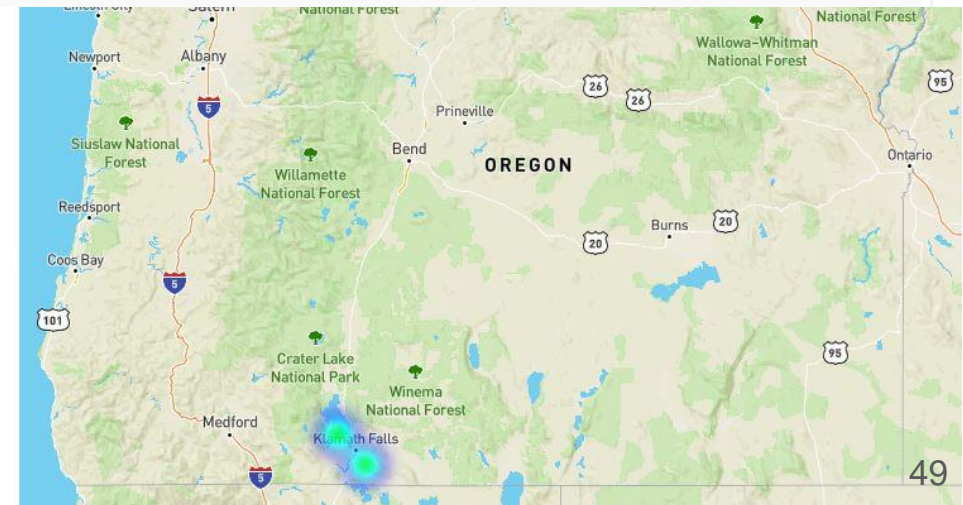 Lincoln City
Salem
National Forest
National Forest
Wallowa–Whitman
National Forest
Newport
Albany
26
26
95
5
Prineville
Siuslaw National
Forest
Bend
OREGON
Ontario
Willamette
National Forest
Reedsport
Burns
20
20
Coos Bay
5
101
Crater Lake
National Park
95
Winema
National Forest
Medford
Klamath Falls
5
49